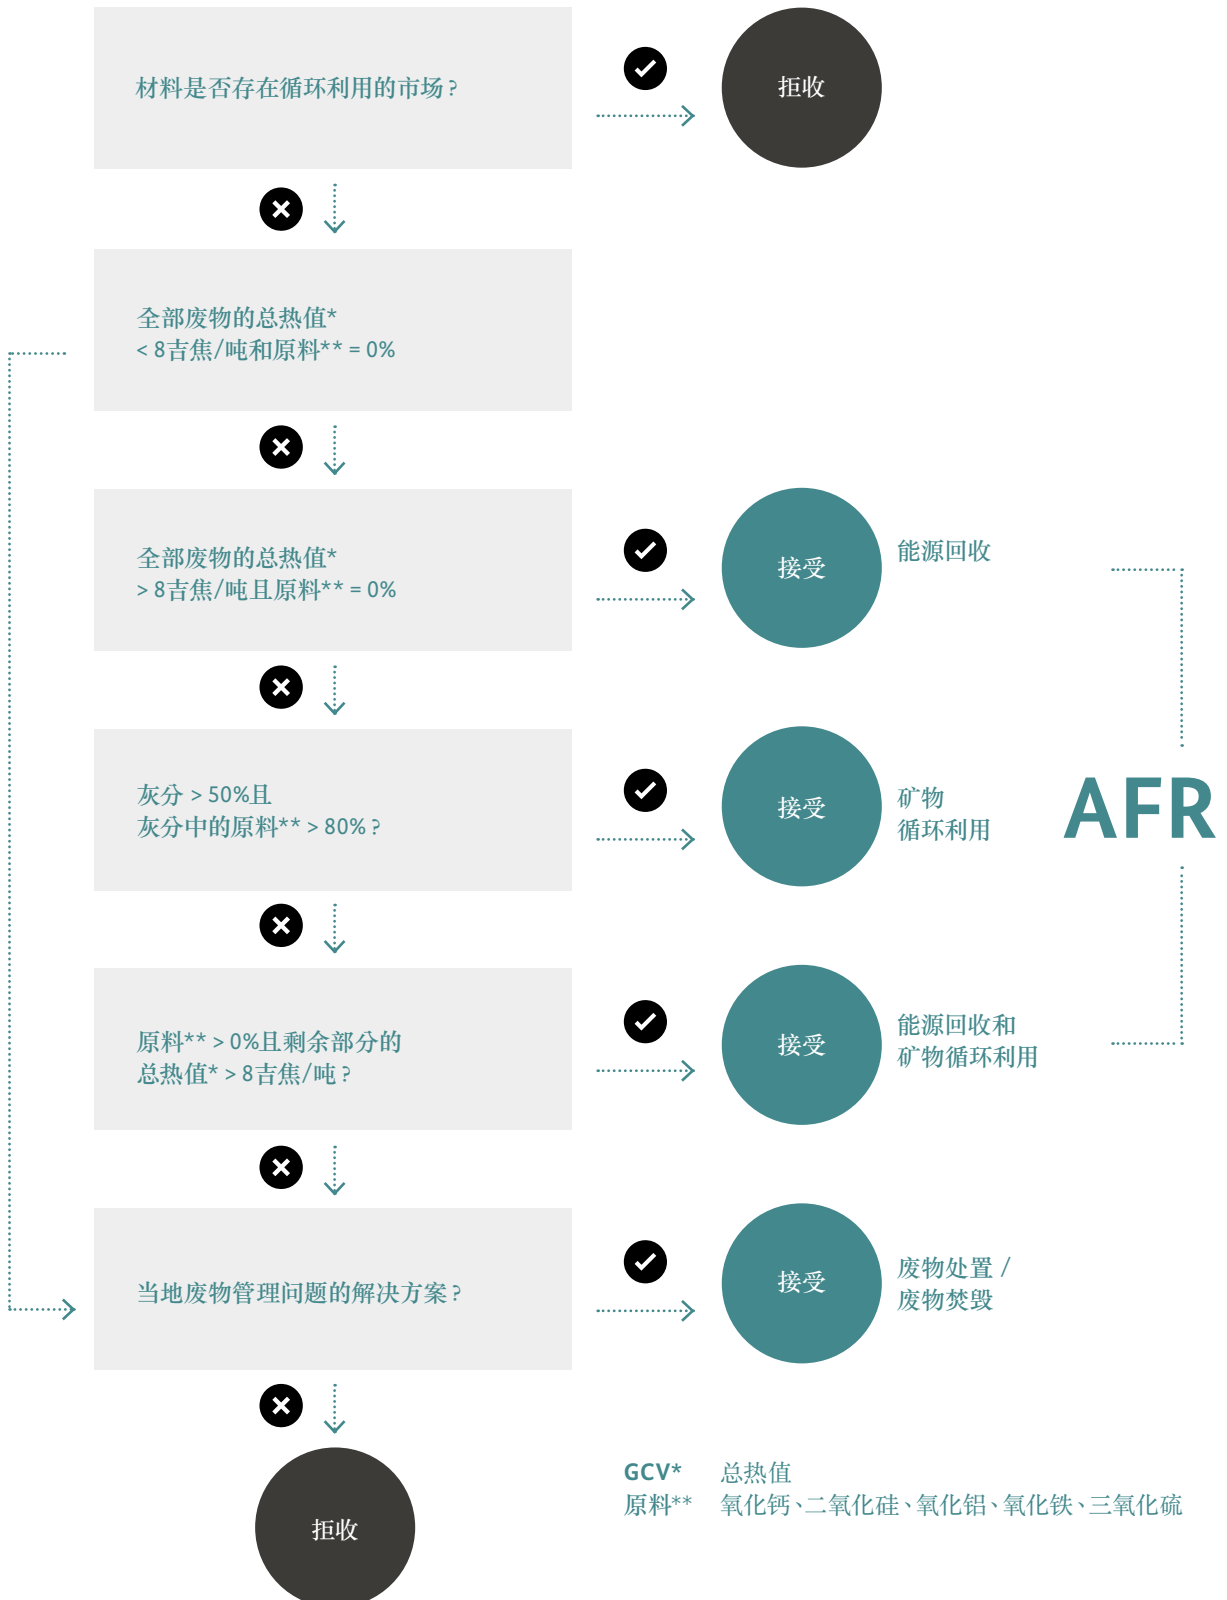 材料是否存在循环利用的市场?
拒收
全部废物的总热值*
< 8吉焦/吨和原料** = 0%
全部废物的总热值*
> 8吉焦/吨且原料** = 0%
接受
能源回收
灰分 > 50%且
灰分中的原料** > 80% ?
接受
矿物
循环利用
AFR
原料** > 0%且剩余部分的
总热值* > 8吉焦/吨 ?
接受
能源回收和
矿物循环利用
当地废物管理问题的解决方案 ?
接受
废物处置 /
废物焚毁
拒收
GCV* 总热值
原料** 氧化钙、二氧化硅、氧化铝、氧化铁、三氧化硫